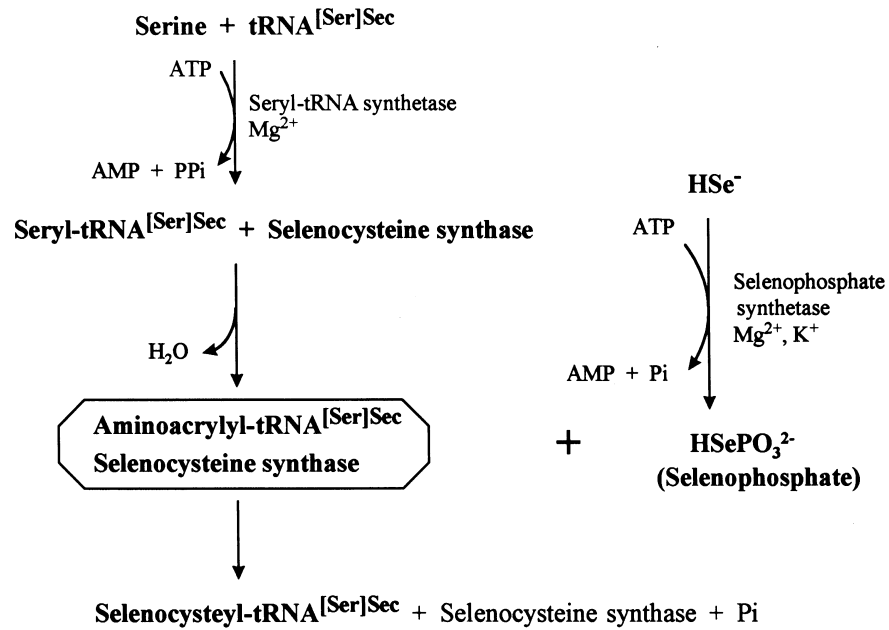 Serine + tRNA[Ser]Sec
ATP
Seryl-tRNA synthetase
Mg2+
AMP + PPi
Seryl-tRNA[Ser]Sec + Selenocysteine synthase
H2O
HSe-
ATP
Selenophosphate
synthetase
Mg2+, K+
AMP + Pi
Aminoacrylyl-tRNA[Ser]Sec
Selenocysteine synthase
+
HSePO32-
(Selenophosphate)
Selenocysteyl-tRNA[Ser]Sec + Selenocysteine synthase + Pi